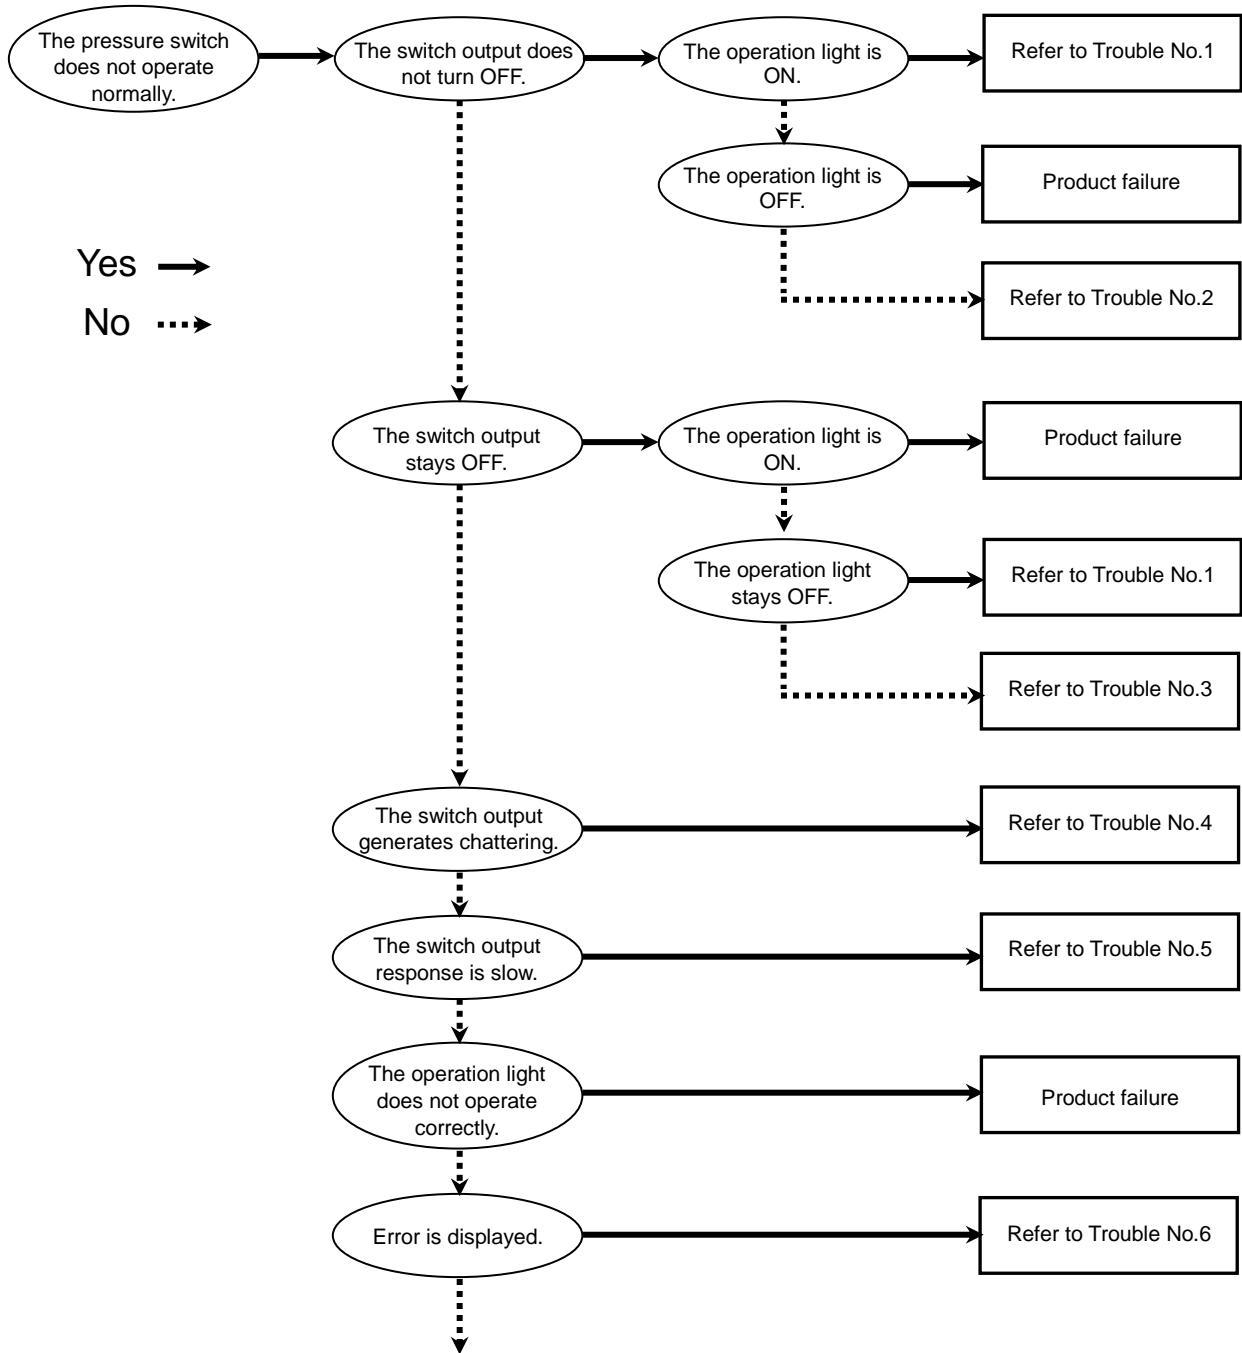 The pressure switch
does not operate
normally.
The switch output does
not turn OFF.
The operation light is
ON.
Refer to Trouble No.1
The operation light is
OFF.
Product failure
Yes
No
Refer to Trouble No.2
The switch output
stays OFF.
The operation light is
ON.
Product failure
The operation light
stays OFF.
Refer to Trouble No.1
Refer to Trouble No.3
The switch output
generates chattering.
Refer to Trouble No.4
The switch output
response is slow.
Refer to Trouble No.5
The operation light
does not operate
correctly.
Product failure
Error is displayed.
Refer to Trouble No.6